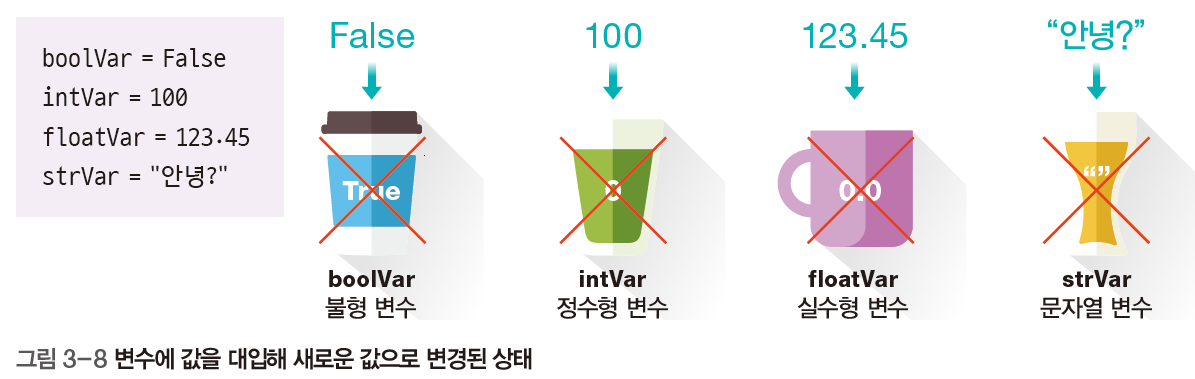 boolVar = False
intVar = 100
floatVar = 123.45
strVar = "안녕?"
False
100
123.45
“안녕?”
True
0
0.0
“”
boolVar
불형 변수
intVar
정수형 변수
floatVar
실수형 변수
strVar
문자열 변수
그림 3-8 변수에 값을 대입해 새로운 값으로 변경된 상태